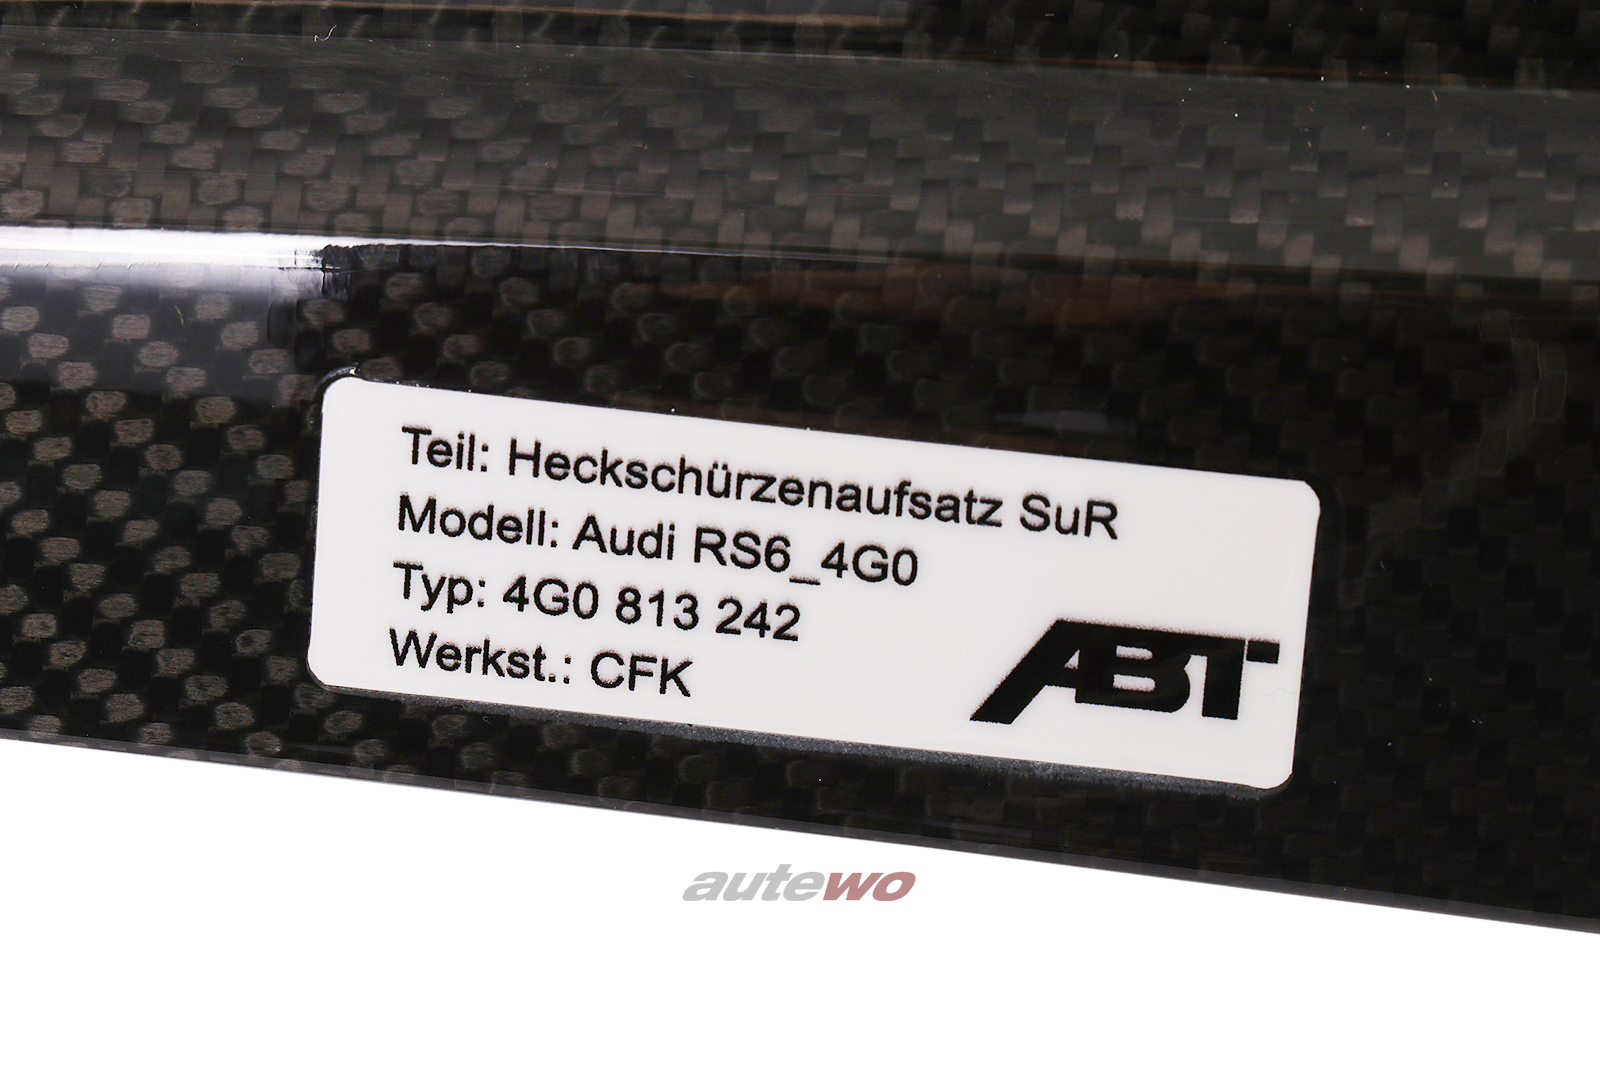 Teil: Heckschürzenaufsatz SuR
Modell: Audi RS6_4G0
Typ: 4G0 813 242
Werkst.: CFK
ABT
autewo